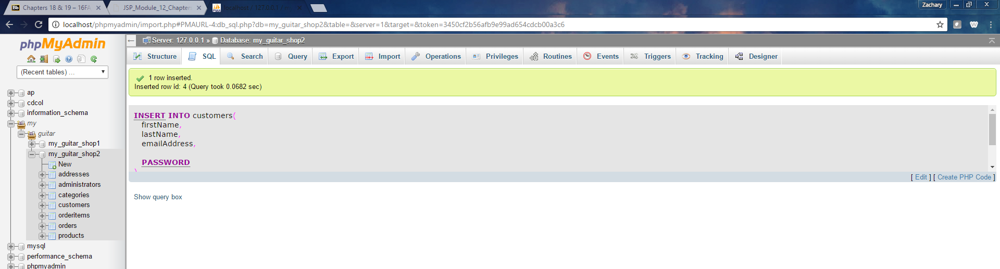 Bb Chapters 18 & 19 – 16FA
JSP_Module_12_Chapters
localhost / 127.0.0.1 / m
Zachary
localhost/phpmyadmin/import.php#PMAURL-4:db_sql.php?db=my_guitar_shop2&table=&server=1&target=&token=3450cf2b56afb9e99ad654cdcb00a3c6
W
phpMyAdmin
(Recent tables) ...
ap
cdcol
information_schema
my
guitar
my_guitar_shop1
my_guitar_shop2
New
addresses
administrators
categories
customers
orderitems
orders
products
mysql
performance_schema
phpmyadmin
Server: 127.0.0.1 » Database: my_guitar_shop2
Structure SQL Search Query Export Import Operations Privileges Routines Events Triggers Tracking Designer
1 row inserted.
Inserted row id: 4 (Query took 0.0682 sec)
INSERT INTO customers(
firstName,
lastName,
emailAddress,
PASSWORD
)
[ Edit ] [ Create PHP Code ]
Show query box